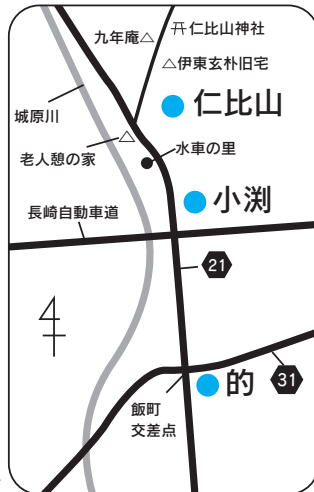 九年庵△
仁比山神社
△伊東玄朴旧宅
仁比山
城原川
水車の里
老人憩の家
小渕
長崎自動車道
21
的
31
飯町
交差点